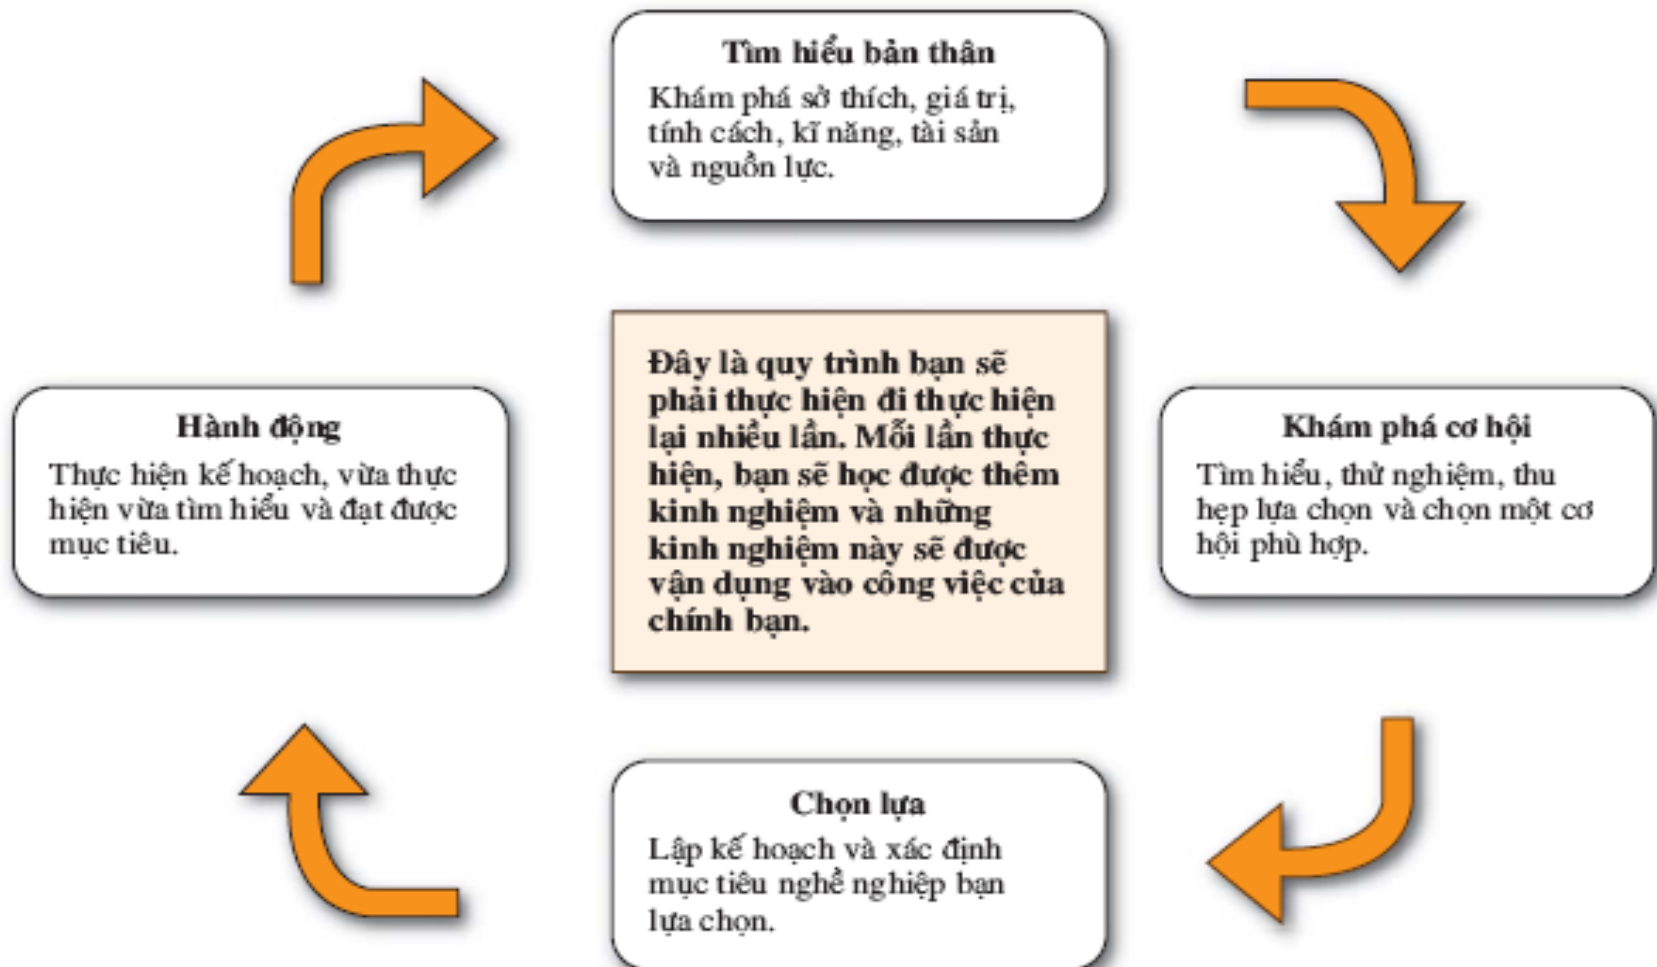 Tìm hiểu bản thân
Khám phá sở thích, giá trị,
tính cách, kĩ năng, tài sản
và nguồn lực.
Đây là quy trình bạn sẽ
phải thực hiện đi thực hiện
lại nhiều lần. Mỗi lần thực
hiện, bạn sẽ học được thêm
kinh nghiệm và những
kinh nghiệm này sẽ được
vận dụng vào công việc của
chính bạn.
Hành động
Thực hiện kế hoạch, vừa thực
hiện vừa tìm hiểu và đạt được
mục tiêu.
Khám phá cơ hội
Tìm hiểu, thử nghiệm, thu
hẹp lựa chọn và chọn một cơ
hội phù hợp.
Chọn lựa
Lập kế hoạch và xác định
mục tiêu nghề nghiệp bạn
lựa chọn.